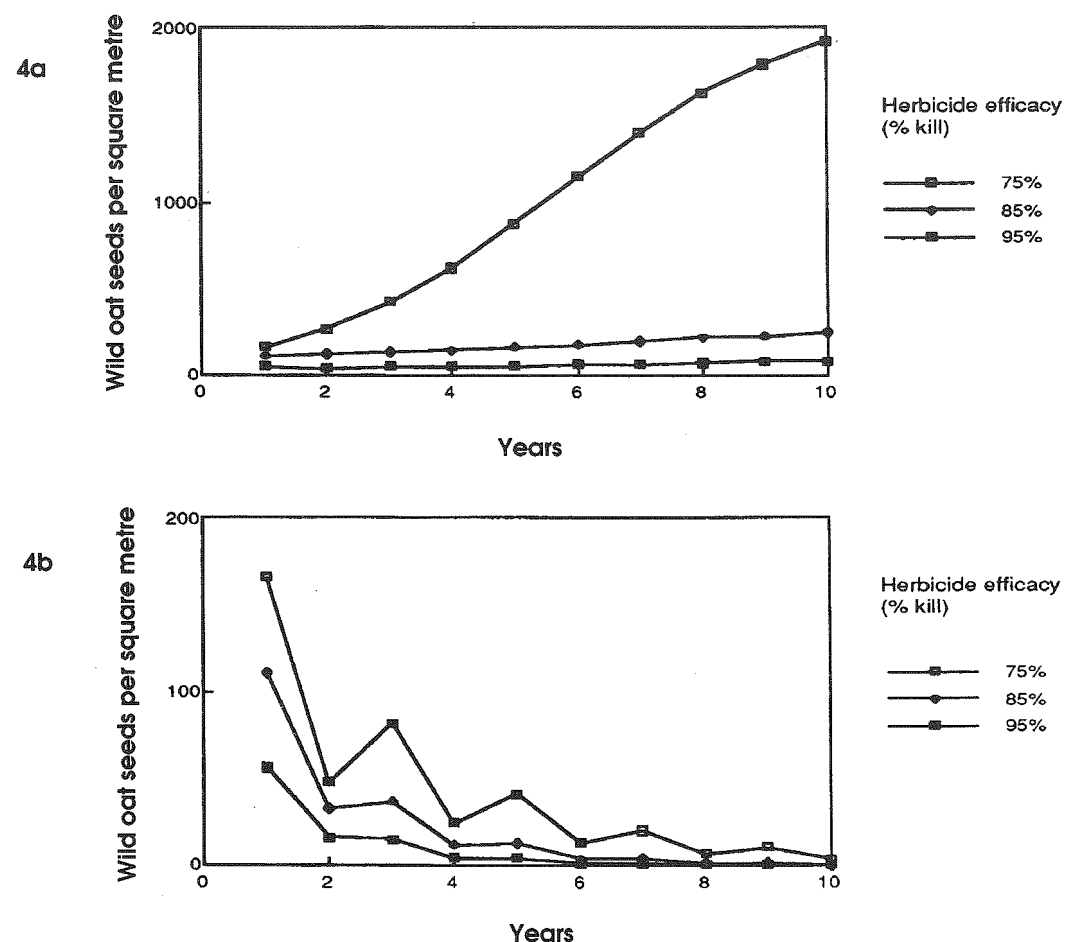 4a
Wild oat seeds per square metre
2000
1000
0
0 2 4 6 8 10
Years
Herbicide efficacy
(% kill)
75%
85%
95%
4b
Wild oat seeds per square metre
200
100
0
0 2 4 6 8 10
Years
Herbicide efficacy
(% kill)
75%
85%
95%